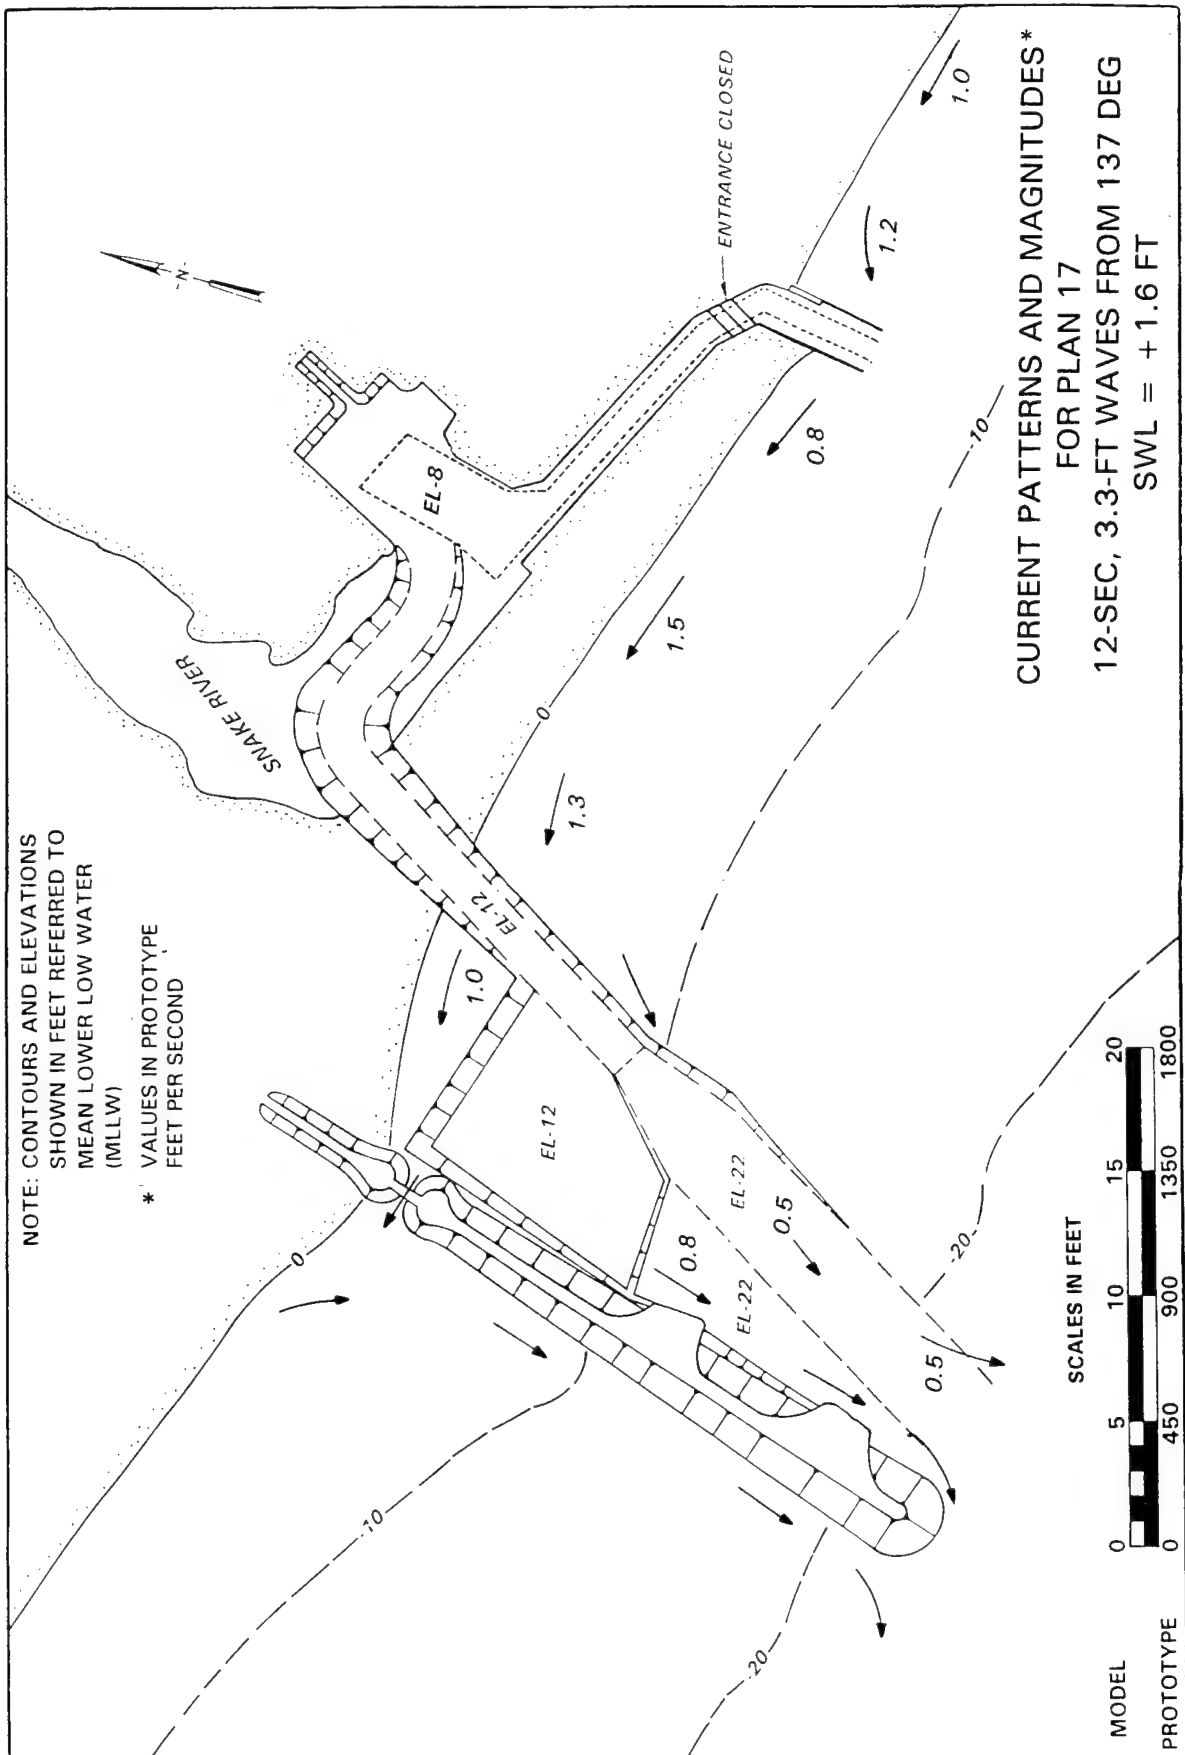 NOTE: CONTOURS AND ELEVATIONS
SHOWN IN FEET REFERRED TO
MEAN LOWER LOW WATER
(MLLW)
* VALUES IN PROTOTYPE
FEET PER SECOND
-N-
SNAKE RIVER
ENTRANCE CLOSED
EL-8
EL-12
EL-12
EL-22
EL-22
0
0
-10
-10
-20
-20
1.0
1.2
0.8
1.5
1.3
1.0
0.8
0.5
0.5
SCALES IN FEET
MODEL 0 5 10 15 20
PROTOTYPE 0 450 900 1350 1800
CURRENT PATTERNS AND MAGNITUDES*
FOR PLAN 17
12-SEC, 3.3-FT WAVES FROM 137 DEG
SWL = +1.6 FT